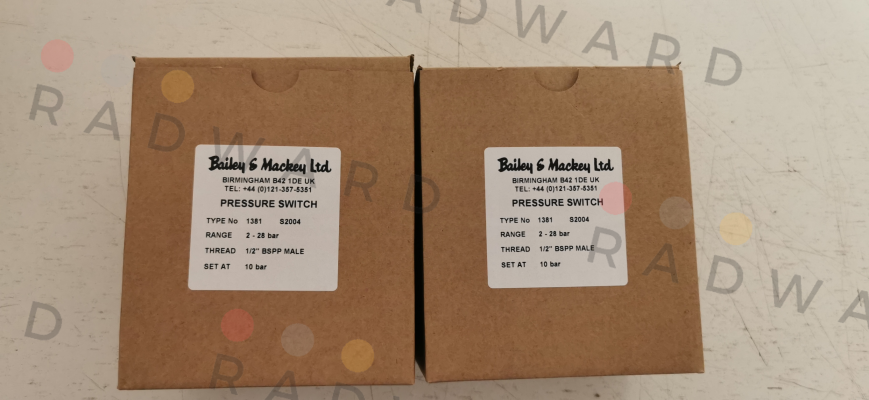 Bailey & Mackey Ltd
BIRMINGHAM B42 1DE UK
TEL: +44 (0)121-357-5351
PRESSURE SWITCH
TYPE No 1381 S2004
RANGE 2 - 28 bar
THREAD 1/2" BSPP MALE
SET AT 10 bar
Bailey & Mackey Ltd
BIRMINGHAM B42 1DE UK
TEL: +44 (0)121-357-5351
PRESSURE SWITCH
TYPE No 1381 S2004
RANGE 2 - 28 bar
THREAD 1/2" BSPP MALE
SET AT 10 bar
RADWARD
RADWARD
RADWARD
D
RADWARD